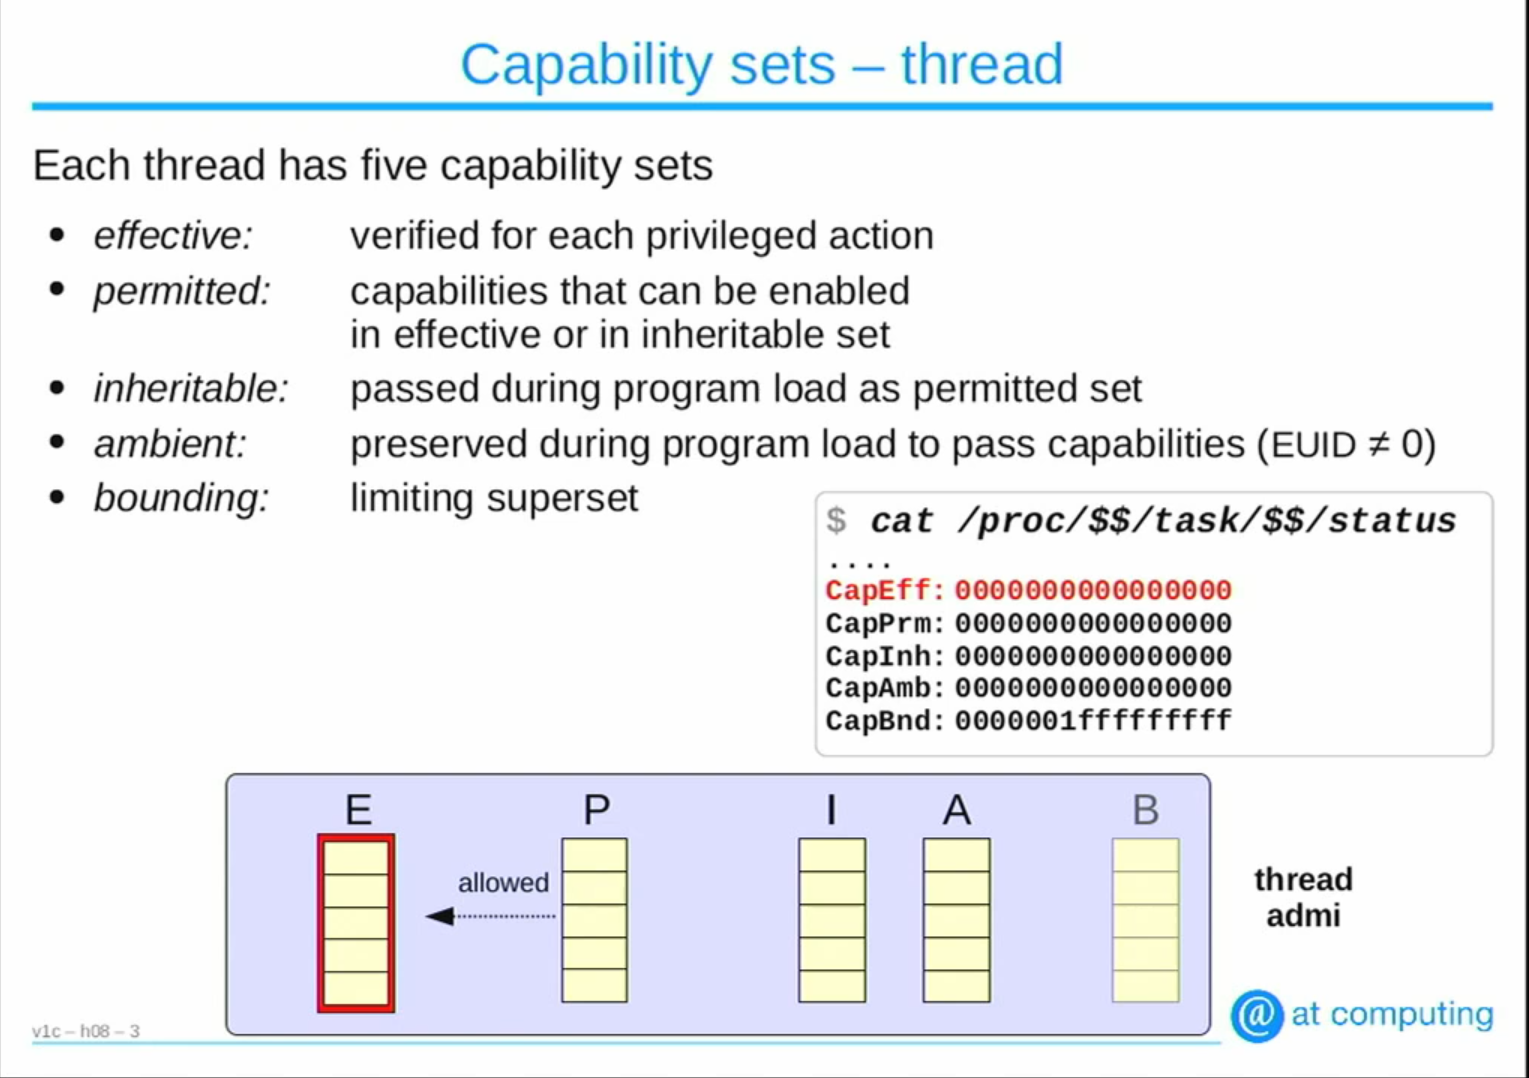 Capability sets – thread
Each thread has five capability sets
• effective: verified for each privileged action
• permitted: capabilities that can be enabled
in effective or in inheritable set
• inheritable: passed during program load as permitted set
• ambient: preserved during program load to pass capabilities (EUID ≠ 0)
• bounding: limiting superset
$ cat /proc/$$/task/$$/status
....
CapEff: 0000000000000000
CapPrm: 0000000000000000
CapInh: 0000000000000000
CapAmb: 0000000000000000
CapBnd: 0000001fffffffff
E P I A B
allowed
thread
admi
v1c – h08 – 3
@ at computing